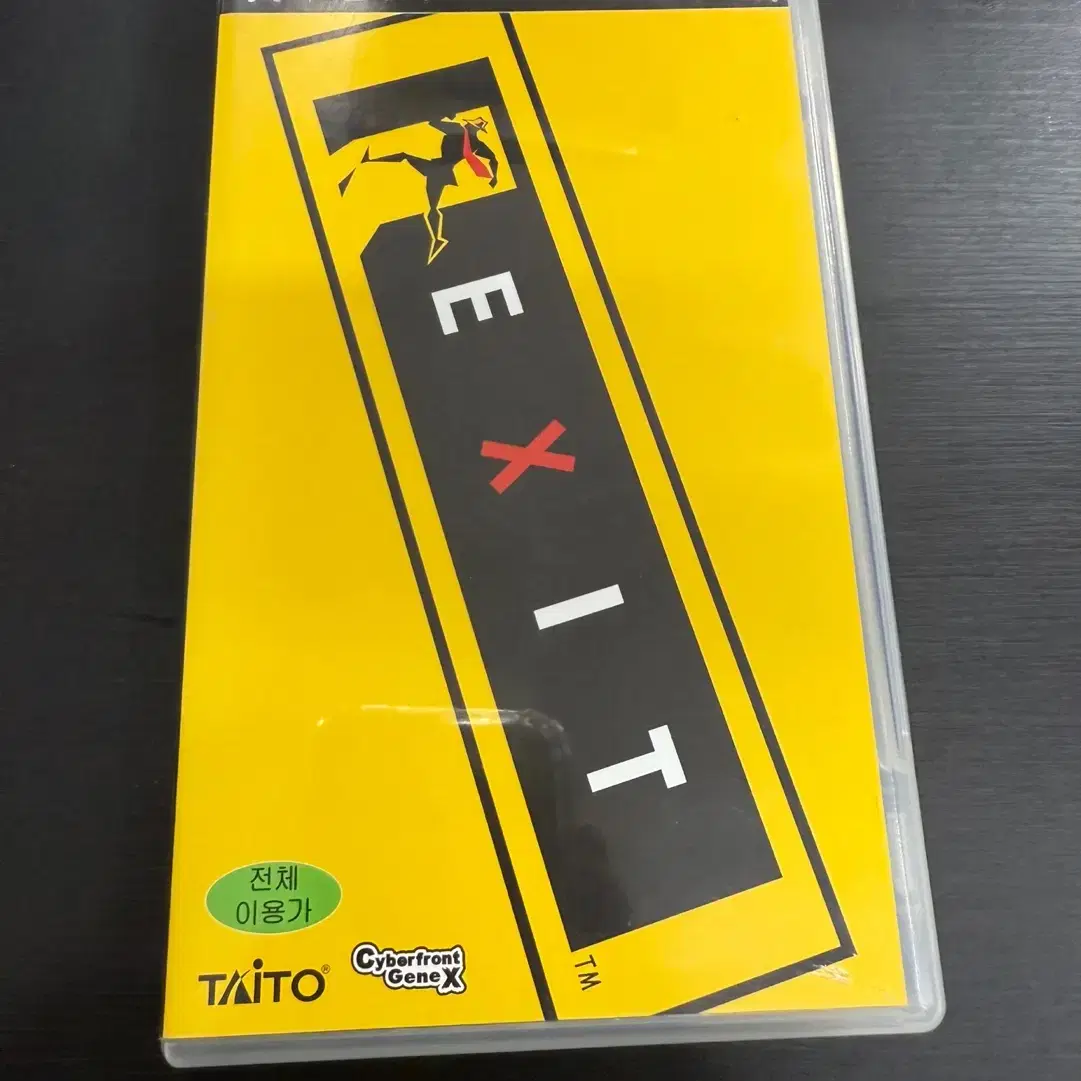 EXIT
TM
전체
이용가
TAITO®
Cyberfront
GeneX